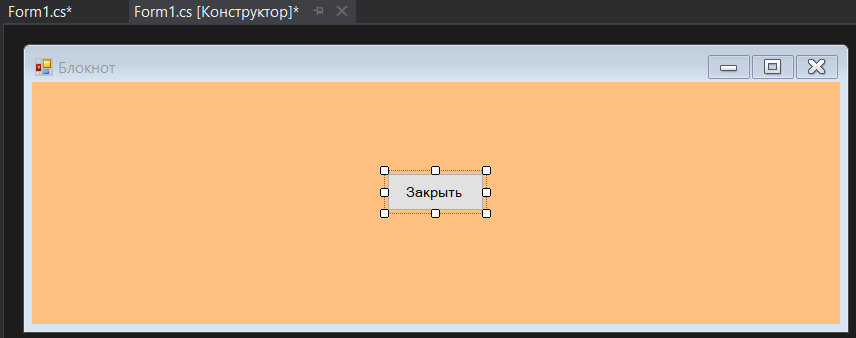 Form1.cs*
Form1.cs [Конструктор]*
Блокнот
Закрыть